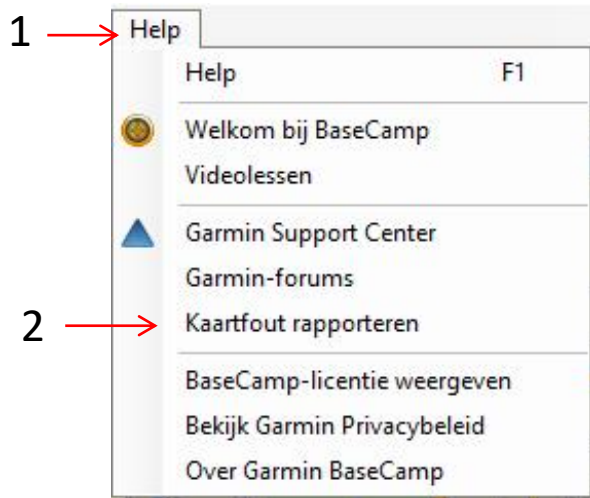 1 Help
Help F1
Welkom bij BaseCamp
Videolessen
Garmin Support Center
Garmin-forums
2 Kaartfout rapporteren
BaseCamp-licentie weergeven
Bekijk Garmin Privacybeleid
Over Garmin BaseCamp